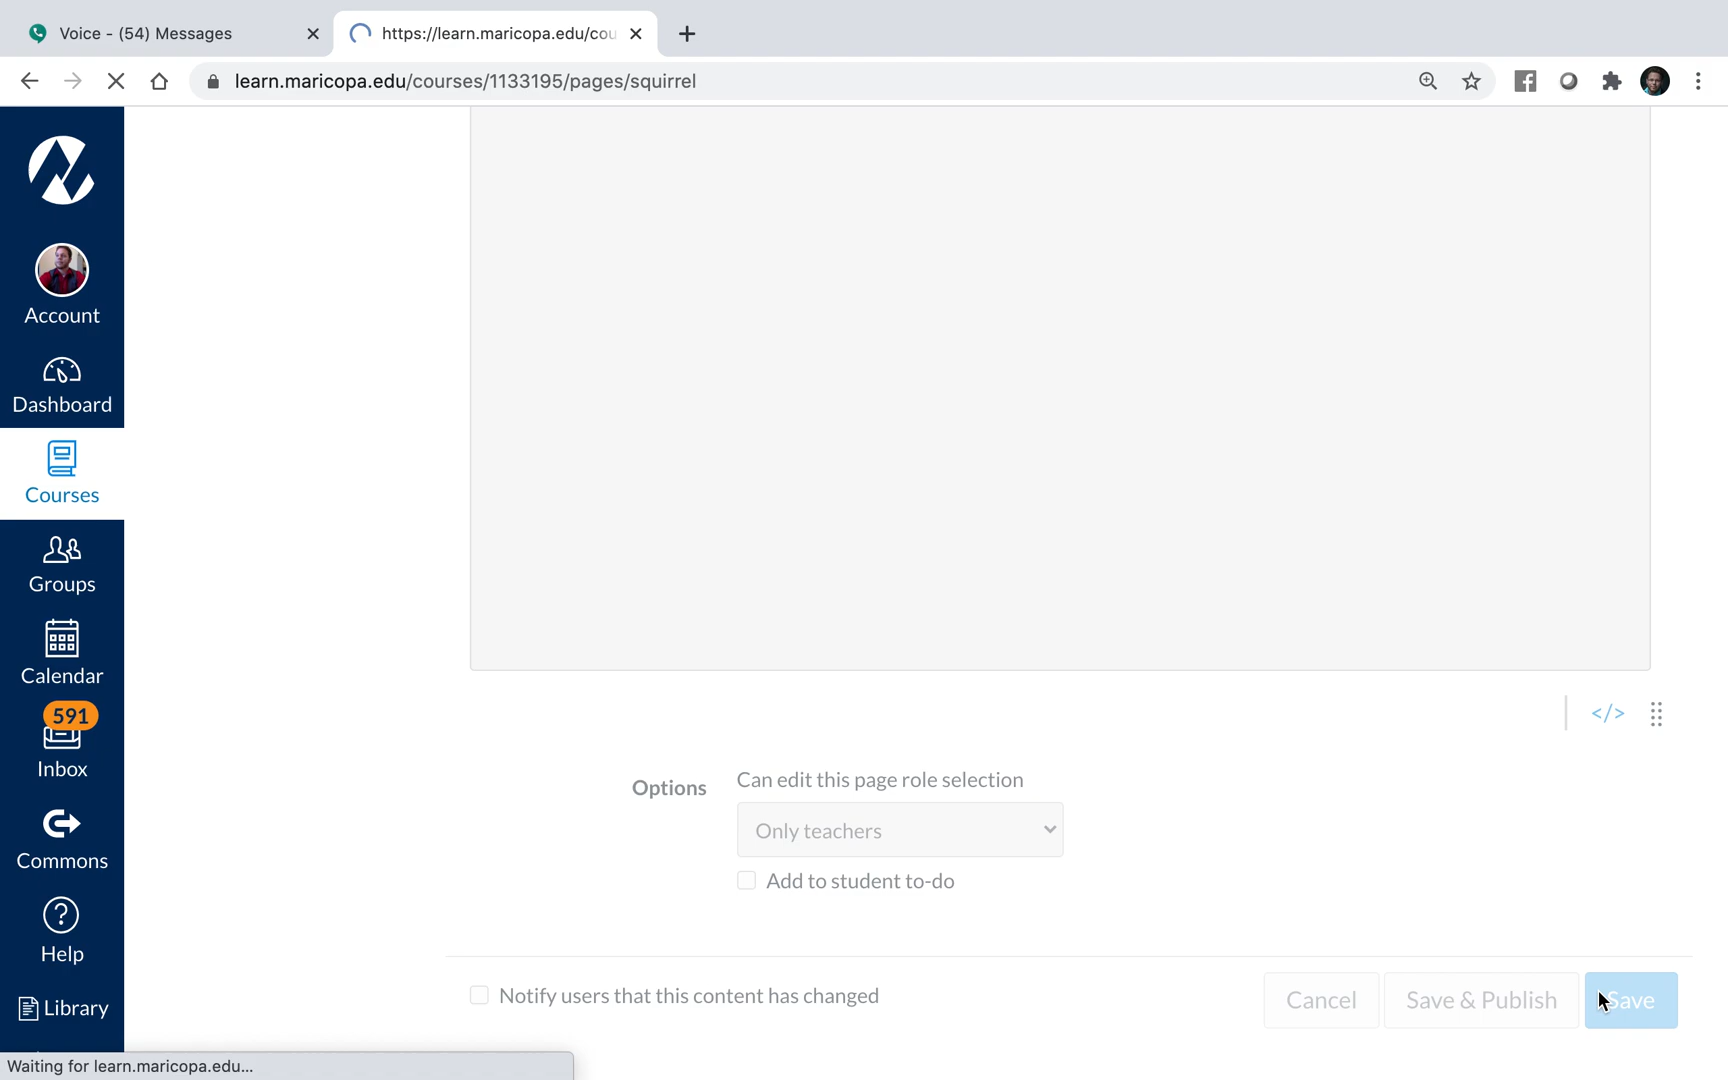 Voice - (54) Messages
https://learn.maricopa.edu/cou
learn.maricopa.edu/courses/1133195/pages/squirrel
Account
Dashboard
Courses
Groups
Calendar
591
Inbox
Commons
Help
Library
</>
Options
Can edit this page role selection
Only teachers
Add to student to-do
Notify users that this content has changed
Cancel
Save & Publish
Save
Waiting for learn.maricopa.edu...